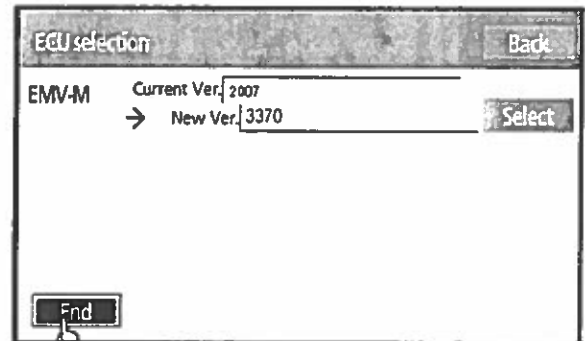 ECU selection Back
EMV-M Current Ver. 2007
→ New Ver. 3370 Select
End